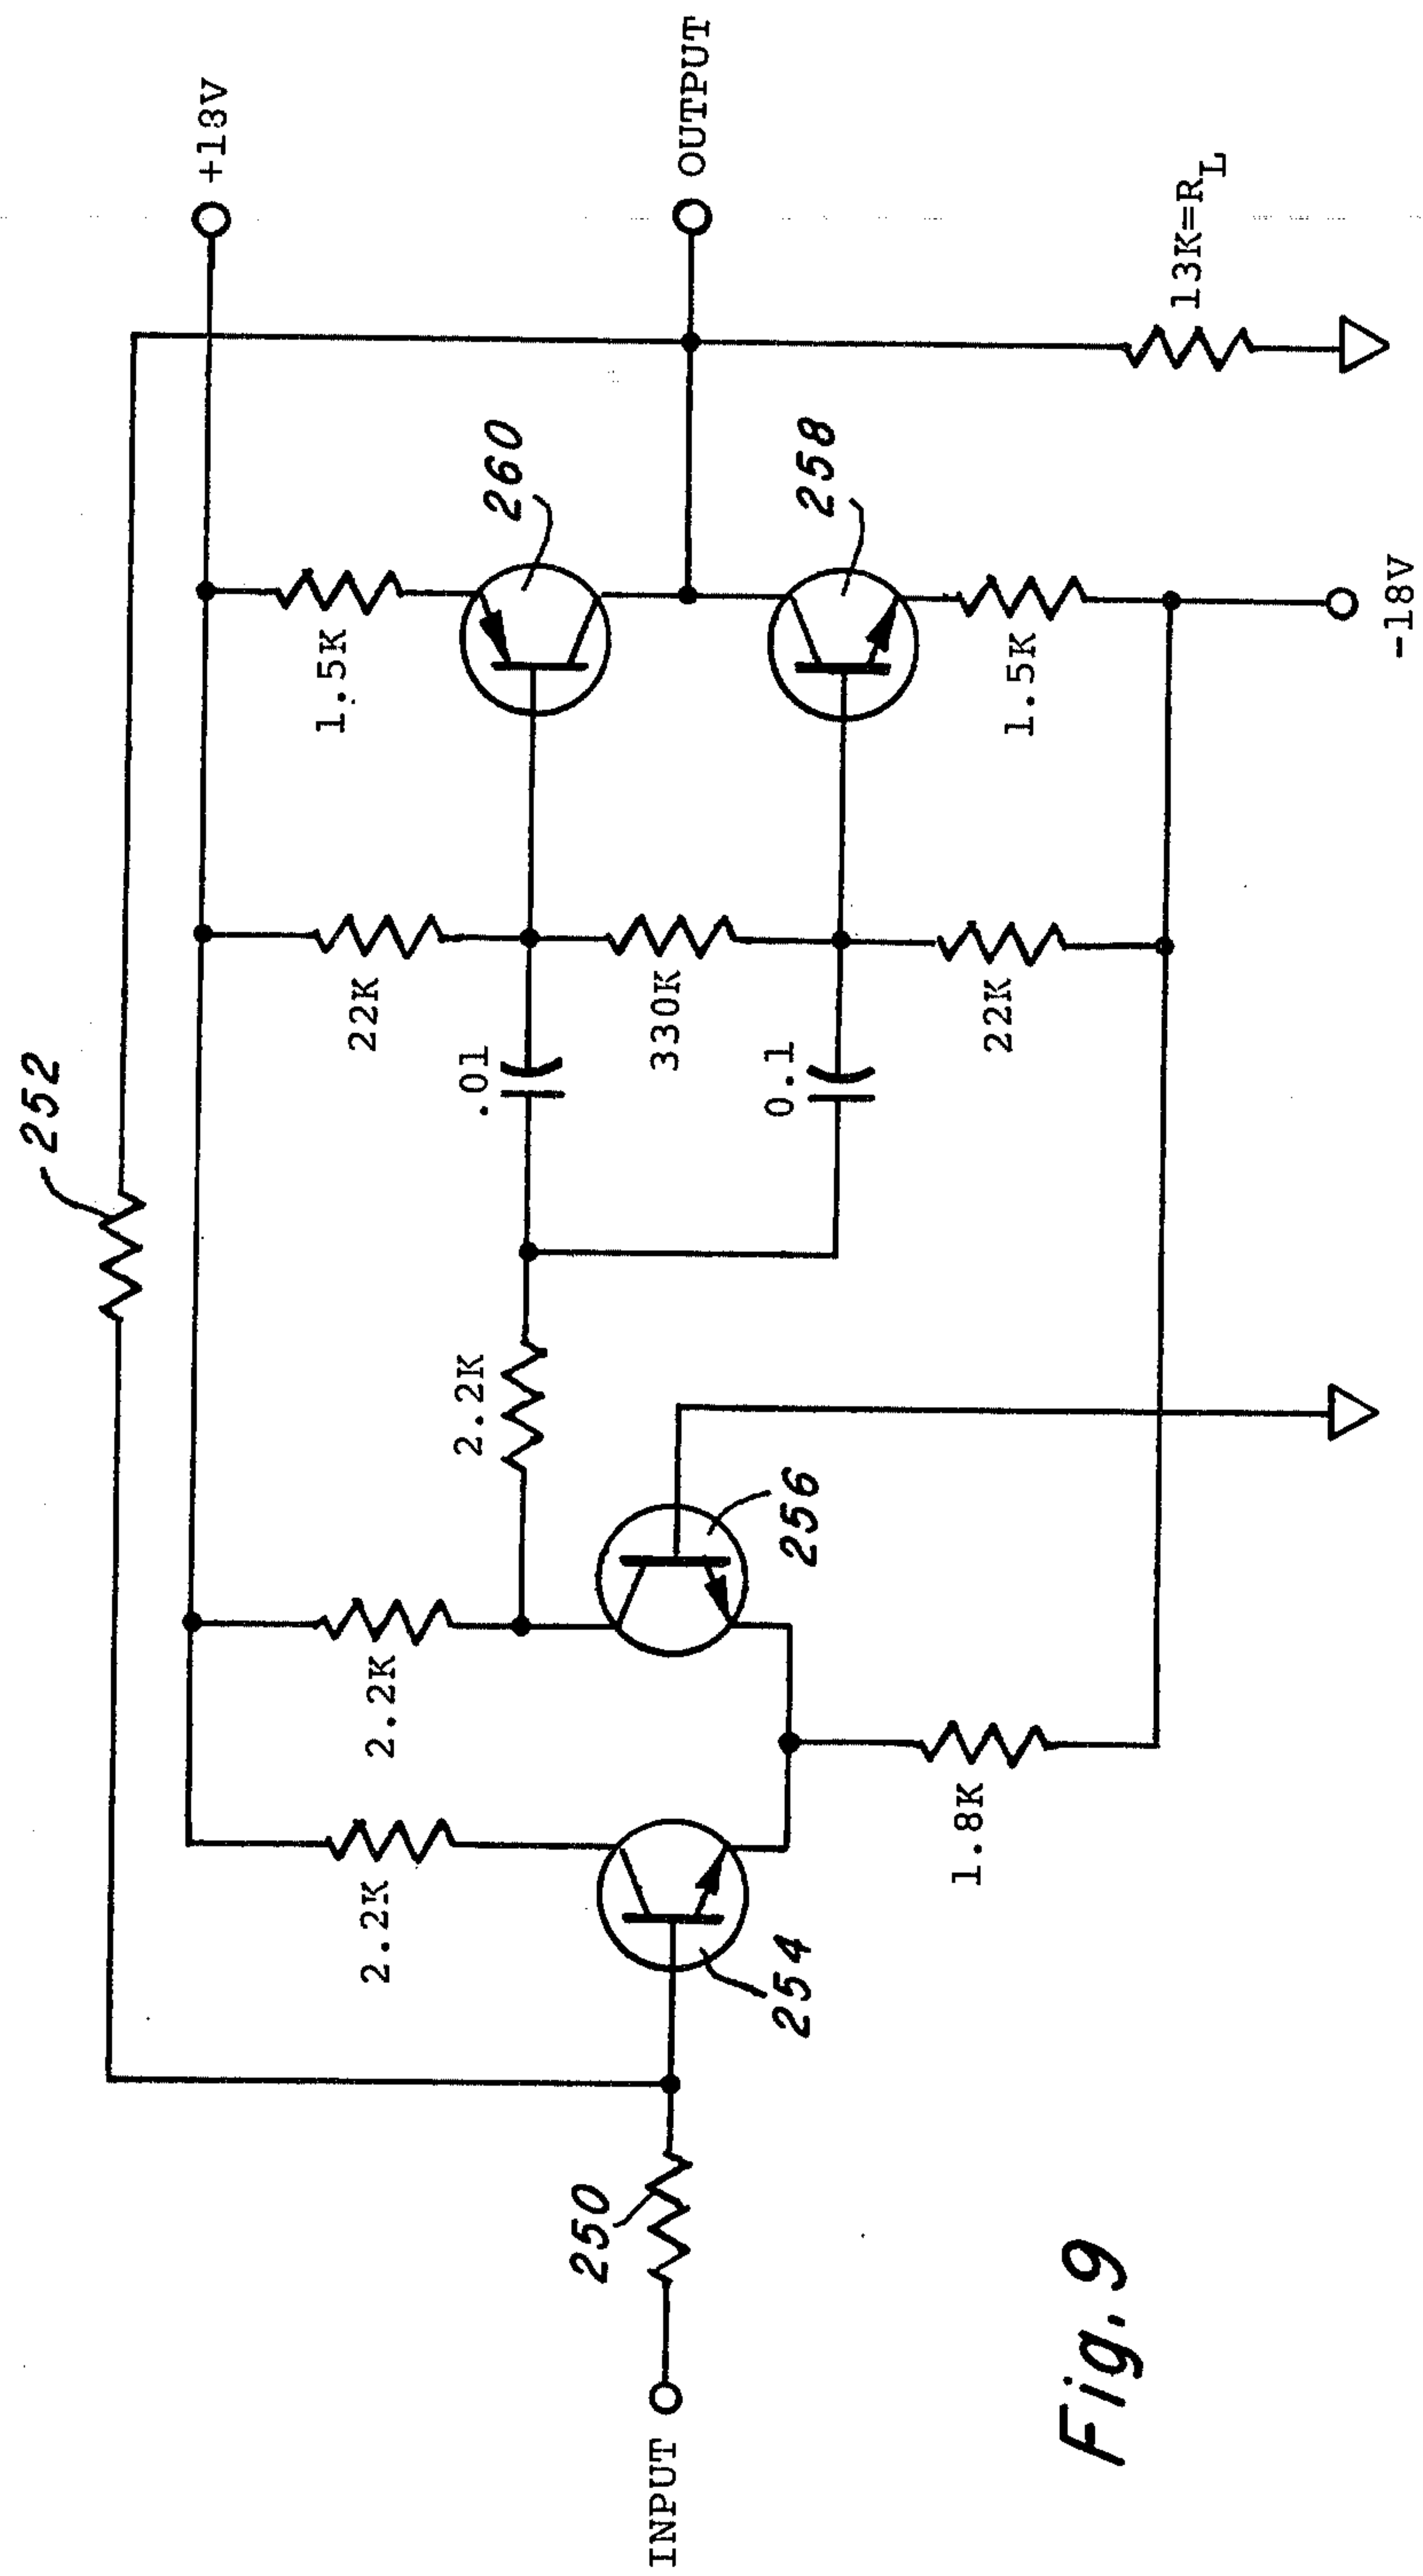 252
+18V
2.2K
2.2K
2.2K
.01
22K
1.5K
260
OUTPUT
330K
0.1
INPUT
250
254
256
258
1.8K
22K
1.5K
13K=RL
-18V
Fig. 9